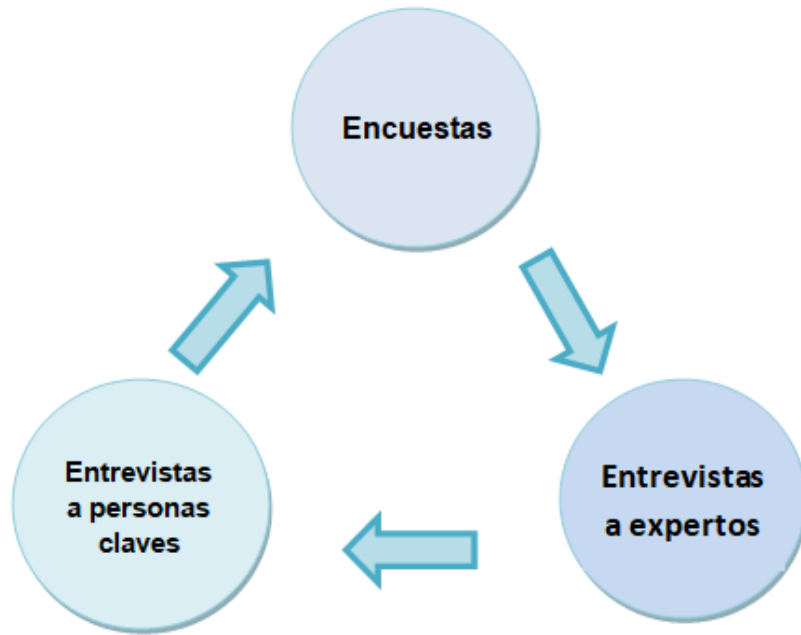 Encuestas
Entrevistas
a personas
claves
Entrevistas
a expertos